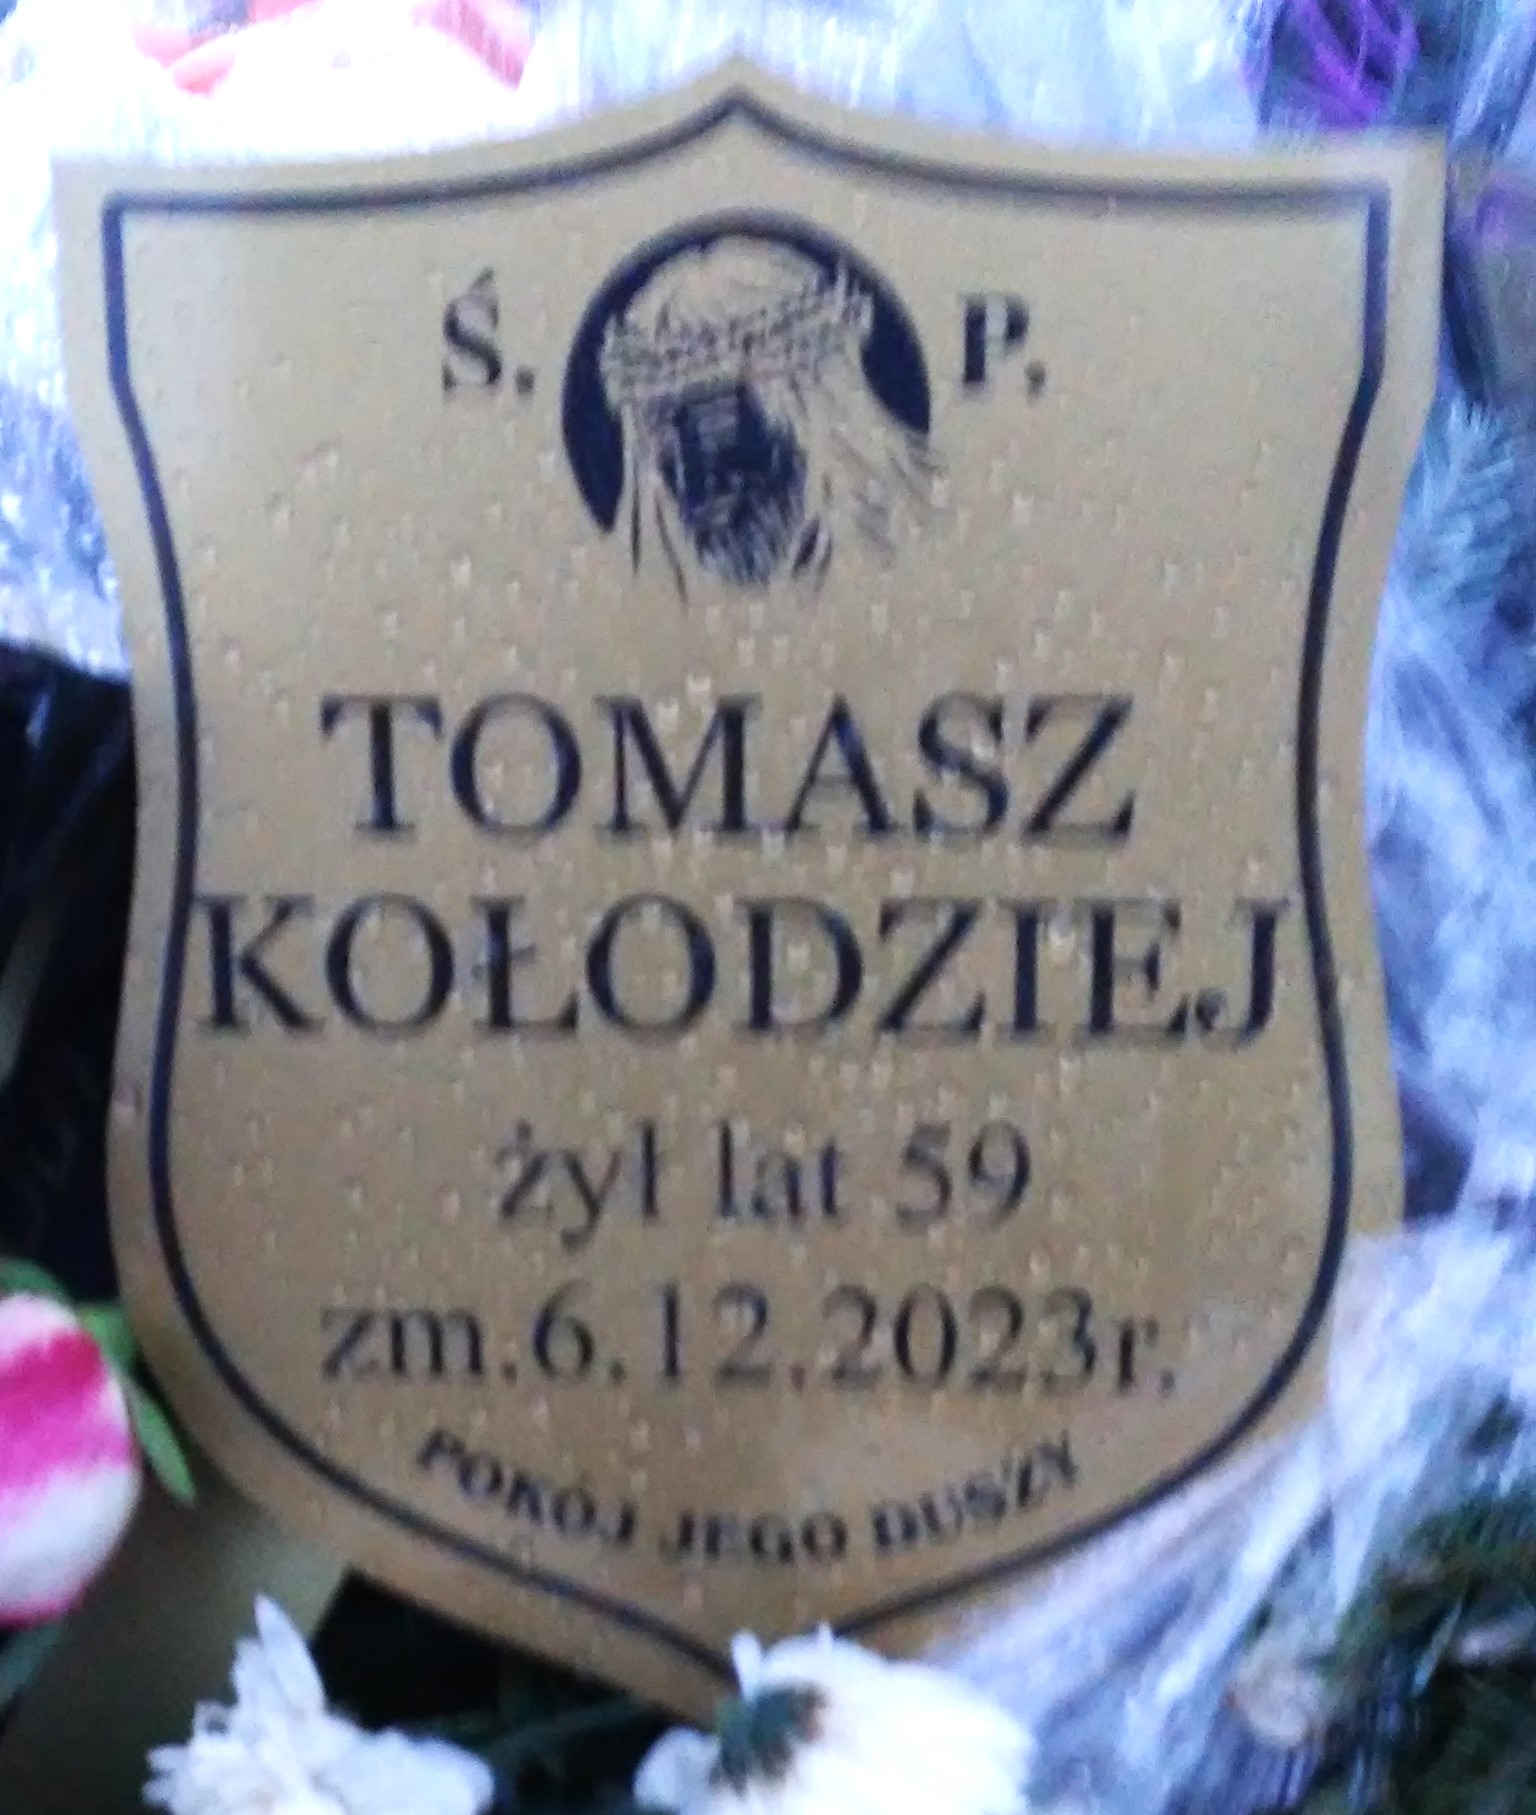 Ś. P.
TOMASZ
KOŁODZIEJ
żył lat 59
zm.6.12.2023r.
POKÓJ JEGO DUSZY